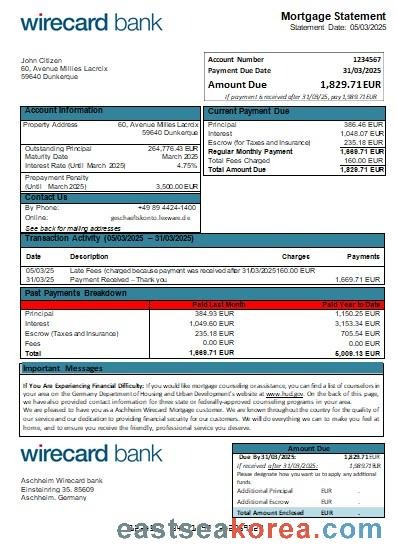 wirecard bank
Mortgage Statement
Statement Date: 05/03/2025
John Citizen
60, Avenue Millies Lacroix
59640 Dunkerque
Account Number 1234567
Payment Due Date 31/03/2025
Amount Due 1,829.71 EUR
If payment is received after 31/03/25, pay 1,989.71 EUR
Account Information
Property Address 60, Avenue Millies Lacroix
59640 Dunkerque
Outstanding Principal 264,776.43 EUR
Maturity Date March 2025
Interest Rate (Until March 2025) 4.75%
Prepayment Penalty
(Until March 2025) 3,500.00 EUR
Contact Us
By Phone: +49 89 4424-1400
Online: geschaeftskonto.lexware.de
See back for mailing addresses
Current Payment Due
Principal 386.46 EUR
Interest 1,048.07 EUR
Escrow (for Taxes and Insurance) 235.18 EUR
Regular Monthly Payment 1,669.71 EUR
Total Fees Charged 160.00 EUR
Total Amount Due 1,829.71 EUR
Transaction Activity (05/03/2025 – 31/03/2025)
Date Description Charges Payments
05/03/25 Late Fees (charged because payment was received after 31/03/2025)160.00 EUR
31/03/25 Payment Received – Thank you 1,669.71 EUR
Past Payments Breakdown
Paid Last Month Paid Year to Date
Principal 384.93 EUR 1,150.25 EUR
Interest 1,049.60 EUR 3,153.34 EUR
Escrow (Taxes and Insurance) 235.18 EUR 705.54 EUR
Fees 0.00 EUR 0.00 EUR
Total 1,669.71 EUR 5,009.13 EUR
Important Messages
If You Are Experiencing Financial Difficulty: If you would like mortgage counseling or assistance, you can find a list of counselors in
your area on the Germany Department of Housing and Urban Development's website at www.hud.gov. On the back of this page,
we have also provided contact information for three state or federally-approved counseling programs in your area.
We are pleased to have you as a Aschheim Wirecard Mortgage customer. We are known throughout the country for the quality of
our service and our dedication to providing financial security for our customers. We will do everything we can to make you feel at
home, and to ensure you receive the friendly, professional service you deserve.
wirecard bank
Aschheim Wirecard bank
Einsteinring 35, 85609
Aschheim, Germany
Amount Due
Due By 31/03/2025: 1,829.71 EUR
If received after 31/03/2025: 1,989.71 EUR
Please designate how you want us to apply any additional
funds.
Additional Principal EUR -
Additional Escrow EUR -
Total Amount Enclosed EUR -
eastseakorea.com